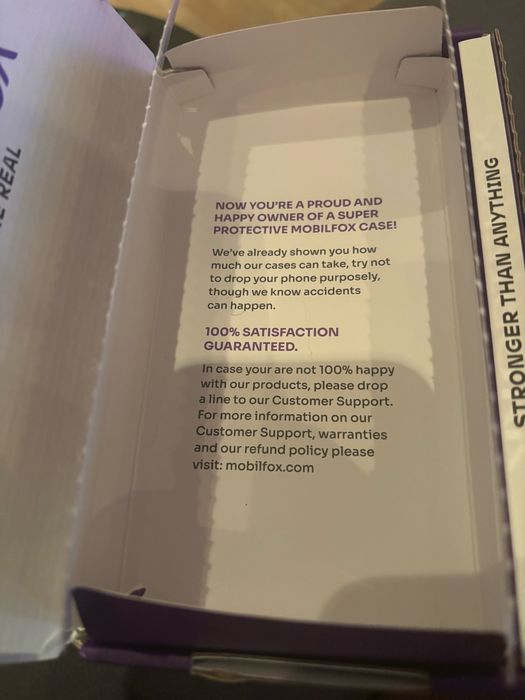 REAL
NOW YOU'RE A PROUD AND
HAPPY OWNER OF A SUPER
PROTECTIVE MOBILFOX CASE!
We've already shown you how
much our cases can take, try not
to drop your phone purposely,
though we know accidents
can happen.
100% SATISFACTION
GUARANTEED.
In case your are not 100% happy
with our products, please drop
a line to our Customer Support.
For more information on our
Customer Support, warranties
and our refund policy please
visit: mobilfox.com
STRONGER THAN ANYTHING